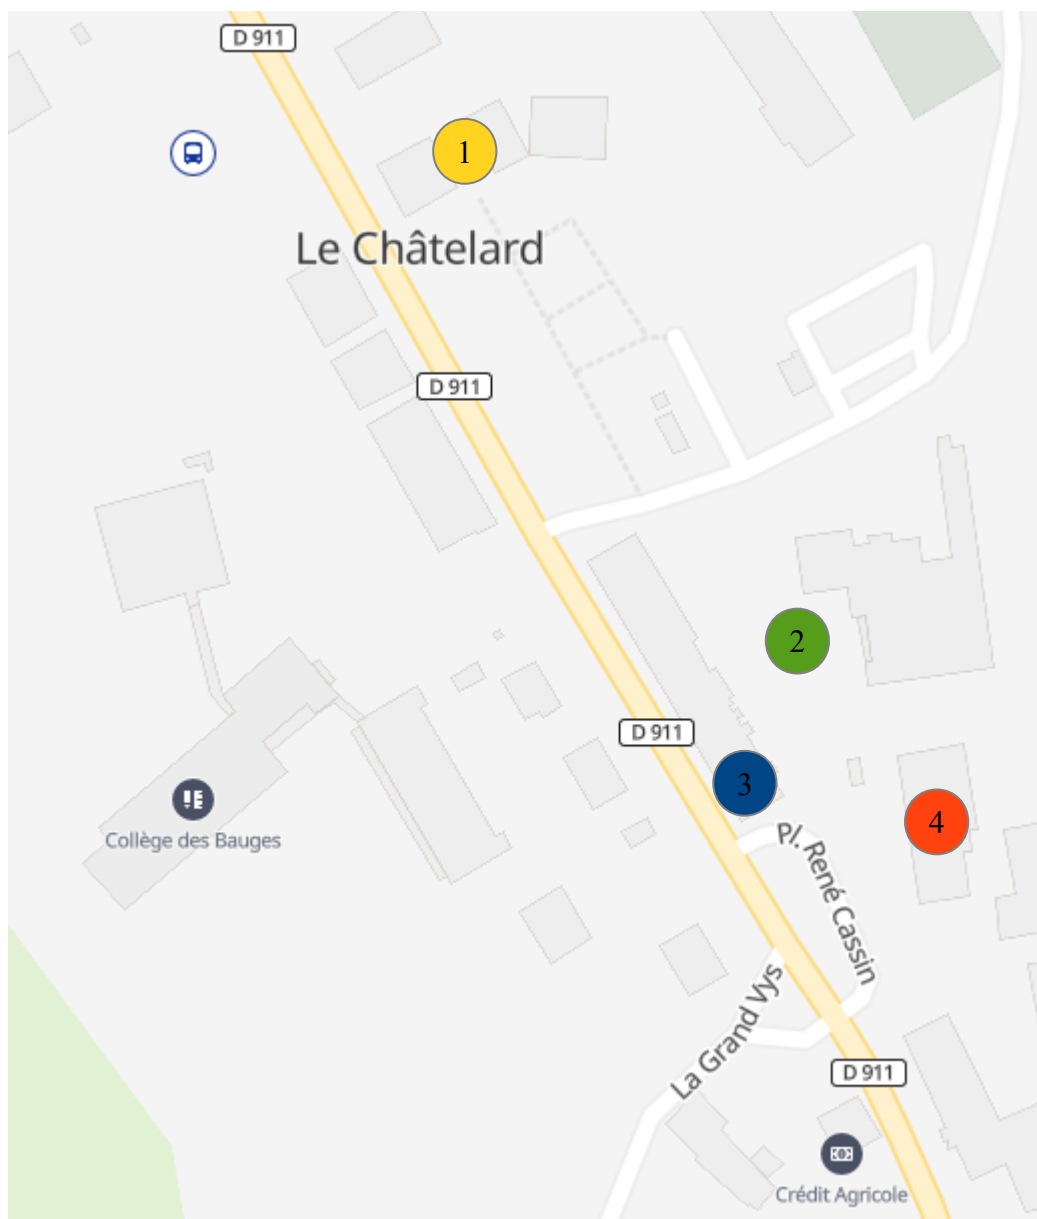 D 911
1
Le Châtelard
D 911
2
D 911
3
Collège des Bauges
4
Pl. René Cassin
La Grand Vys
D 911
Crédit Agricole